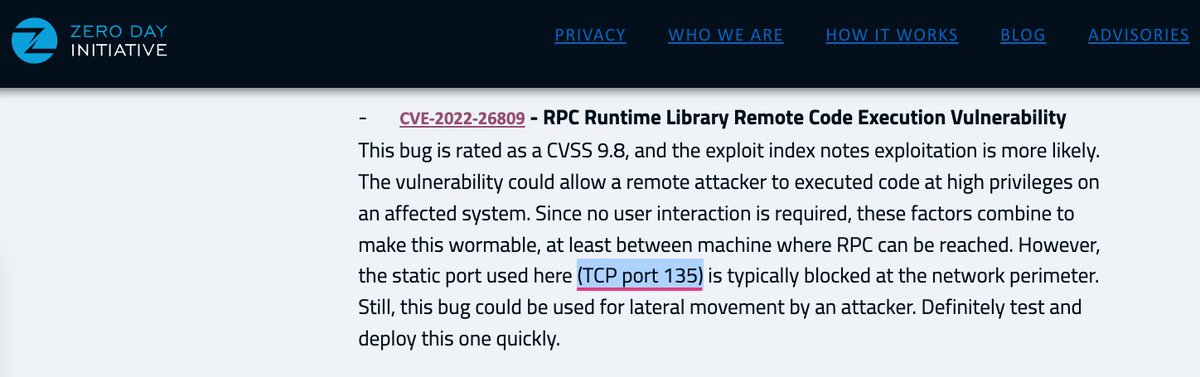 ZERO DAY
INITIATIVE
PRIVACY WHO WE ARE HOW IT WORKS BLOG ADVISORIES
- CVE-2022-26809 - RPC Runtime Library Remote Code Execution Vulnerability
This bug is rated as a CVSS 9.8, and the exploit index notes exploitation is more likely.
The vulnerability could allow a remote attacker to executed code at high privileges on
an affected system. Since no user interaction is required, these factors combine to
make this wormable, at least between machine where RPC can be reached. However,
the static port used here (TCP port 135) is typically blocked at the network perimeter.
Still, this bug could be used for lateral movement by an attacker. Definitely test and
deploy this one quickly.